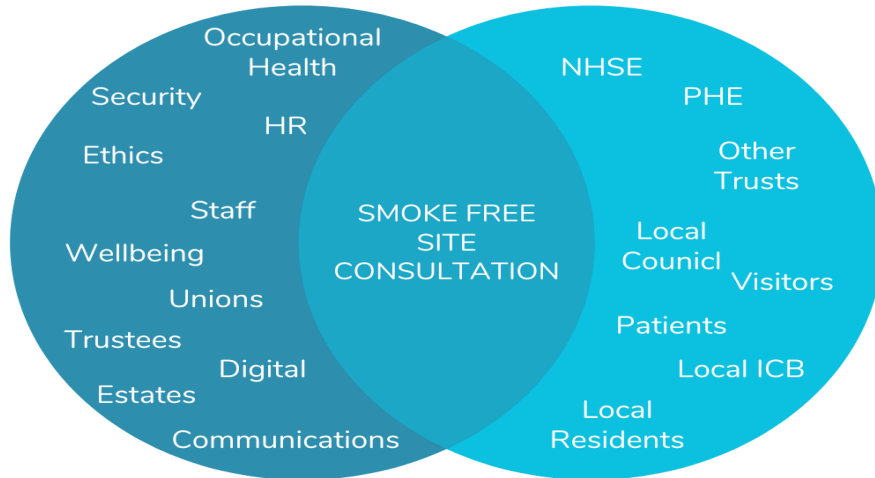 Occupational
Health
Security
HR
Ethics
Staff
Wellbeing
Unions
Trustees
Digital
Estates
Communications
SMOKE FREE
SITE
CONSULTATION
NHSE
PHE
Other
Trusts
Local
Counicl
Visitors
Patients
Local ICB
Local
Residents